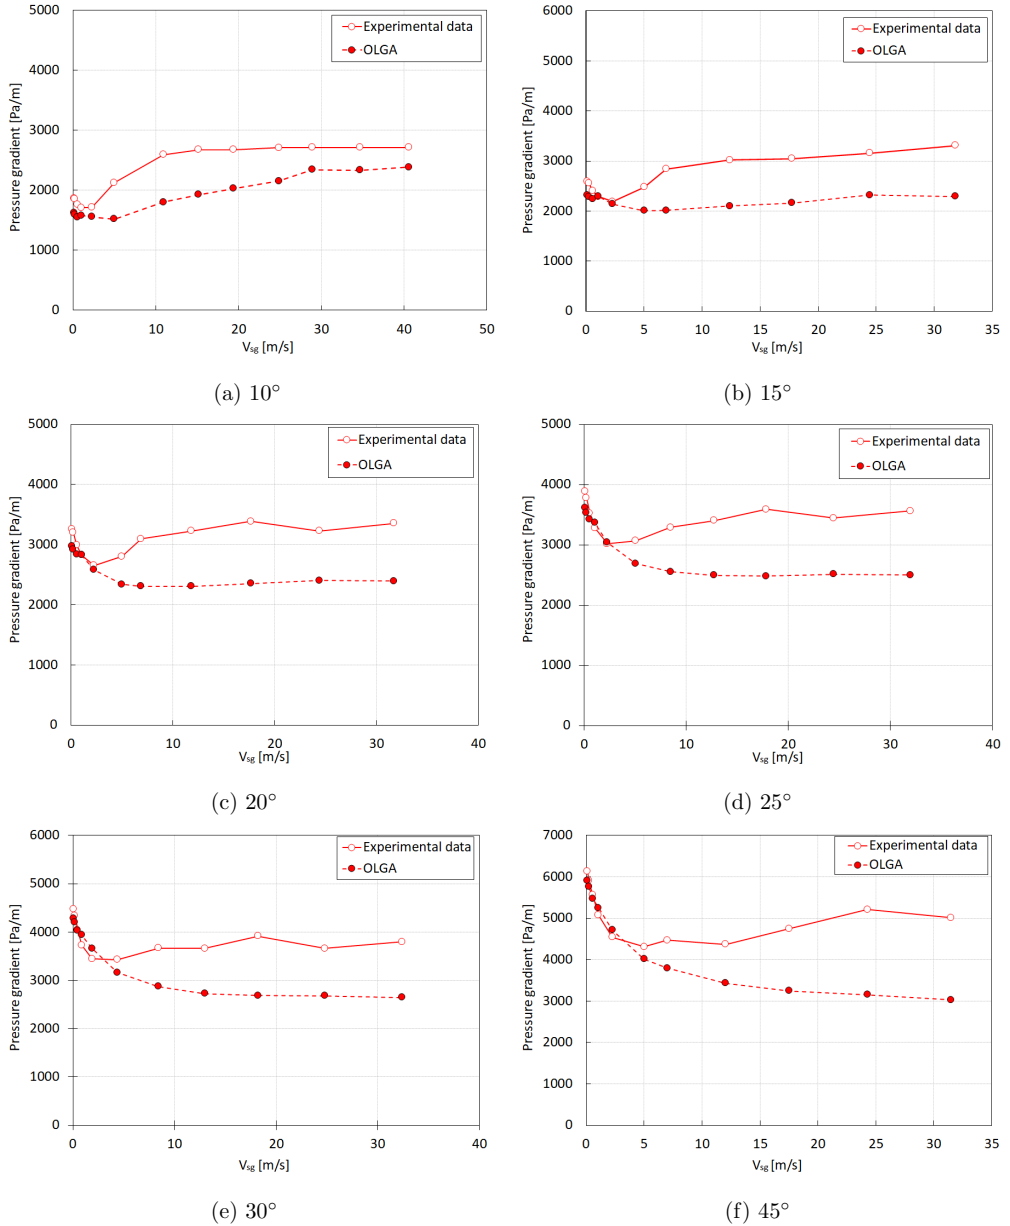 5000
4000
3000
2000
1000
0
Pressure gradient [Pa/m]
Experimental data
OLGA
0 10 20 30 40 50
Vsg [m/s]
(a) 10°
6000
5000
4000
3000
2000
1000
0
Pressure gradient [Pa/m]
Experimental data
OLGA
0 5 10 15 20 25 30 35
Vsg [m/s]
(b) 15°
5000
4000
3000
2000
1000
0
Pressure gradient [Pa/m]
Experimental data
OLGA
0 10 20 30 40
Vsg [m/s]
(c) 20°
5000
4000
3000
2000
1000
0
Pressure gradient [Pa/m]
Experimental data
OLGA
0 10 20 30 40
Vsg [m/s]
(d) 25°
6000
5000
4000
3000
2000
1000
0
Pressure gradient [Pa/m]
Experimental data
OLGA
0 10 20 30 40
Vsg [m/s]
(e) 30°
7000
6000
5000
4000
3000
2000
1000
0
Pressure gradient [Pa/m]
Experimental data
OLGA
0 5 10 15 20 25 30 35
Vsg [m/s]
(f) 45°